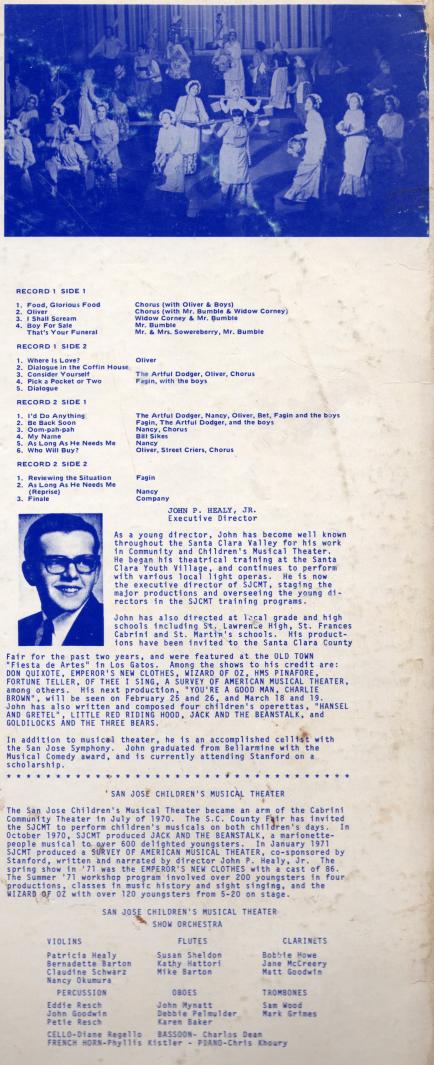 RECORD 1 SIDE 1
1. Food, Glorious Food Chorus (with Oliver & Boys)
2. Oliver Chorus (with Mr. Bumble & Widow Corney)
3. I Shall Scream Widow Corney & Mr. Bumble
4. Boy For Sale Mr. Bumble
That's Your Funeral Mr. & Mrs. Sowereberry, Mr. Bumble
RECORD 1 SIDE 2
1. Where Is Love? Oliver
2. Dialogue in the Coffin House
3. Consider Yourself The Artful Dodger, Oliver, Chorus
4. Pick a Pocket or Two Fagin, with the boys
5. Dialogue
RECORD 2 SIDE 1
1. I'd Do Anything The Artful Dodger, Nancy, Oliver, Bet, Fagin and the boys
2. Be Back Soon Fagin, The Artful Dodger, and the boys
3. Oom-pah-pah Nancy, Chorus
4. My Name Bill Sikes
5. As Long As He Needs Me Nancy
6. Who Will Buy? Oliver, Street Criers, Chorus
RECORD 2 SIDE 2
1. Reviewing the Situation Fagin
2. As Long As He Needs Me
(Reprise) Nancy
3. Finale Company
JOHN P. HEALY, JR.
Executive Director
As a young director, John has become well known
throughout the Santa Clara Valley for his work
in Community and Children's Musical Theater.
He began his theatrical training at the Santa
Clara Youth Village, and continues to perform
with various local light operas. He is now
the executive director of SJCMT, staging the
major productions and overseeing the young di-
rectors in the SJCMT training programs.
John has also directed at local grade and high
schools including St. Lawrence High, St. Frances
Cabrini and St. Martin's schools. His product-
ions have been invited to the Santa Clara County
Fair for the past two years, and were featured at the OLD TOWN
"Fiesta de Artes" in Los Gatos. Among the shows to his credit are:
DON QUIXOTE, EMPEROR'S NEW CLOTHES, WIZARD OF OZ, HMS PINAFORE,
FORTUNE TELLER, OF THEE I SING, A SURVEY OF AMERICAN MUSICAL THEATER,
among others. His next production, "YOU'RE A GOOD MAN, CHARLIE
BROWN", will be seen on February 25 and 26, and March 18 and 19.
John has also written and composed four children's operettas, "HANSEL
AND GRETEL", LITTLE RED RIDING HOOD, JACK AND THE BEANSTALK, and
GOLDILOCKS AND THE THREE BEARS.
In addition to musical theater, he is an accomplished cellist with
the San Jose Symphony. John graduated from Bellarmine with the
Musical Comedy award, and is currently attending Stanford on a
scholarship.
* * * * * * * * * * * * * * * * * * * * * * * * * * * * * * * * * * *
SAN JOSE CHILDREN'S MUSICAL THEATER
The San Jose Children's Musical Theater became an arm of the Cabrini
Community Theater in July of 1970. The S.C. County Fair has invited
the SJCMT to perform children's musicals on both children's days. In
October 1970, SJCMT produced JACK AND THE BEANSTALK, a marionette-
people musical to over 600 delighted youngsters. In January 1971
SJCMT produced a SURVEY OF AMERICAN MUSICAL THEATER, co-sponsored by
Stanford, written and narrated by director John P. Healy, Jr. The
spring show in '71 was the EMPEROR'S NEW CLOTHES with a cast of 86.
The Summer '71 workshop program involved over 200 youngsters in four
productions, classes in music history and sight singing, and the
WIZARD OF OZ with over 120 youngsters from 5-20 on stage.
SAN JOSE CHILDREN'S MUSICAL THEATER
SHOW ORCHESTRA
VIOLINS FLUTES CLARINETS
Patricia Healy Susan Sheldon Bobbie Howe
Bernadette Barton Kathy Hattori Jane McCreery
Claudine Schwarz Mike Barton Matt Goodwin
Nancy Okumura
PERCUSSION OBOES TROMBONES
Eddie Resch John Mynatt Sam Wood
John Goodwin Debbie Pelmulder Mark Grimes
Petie Resch Karen Baker
CELLO-Diane Regello BASSOON- Charlos Dean
FRENCH HORN-Phyllis Kistler - PIANO-Chris Khoury